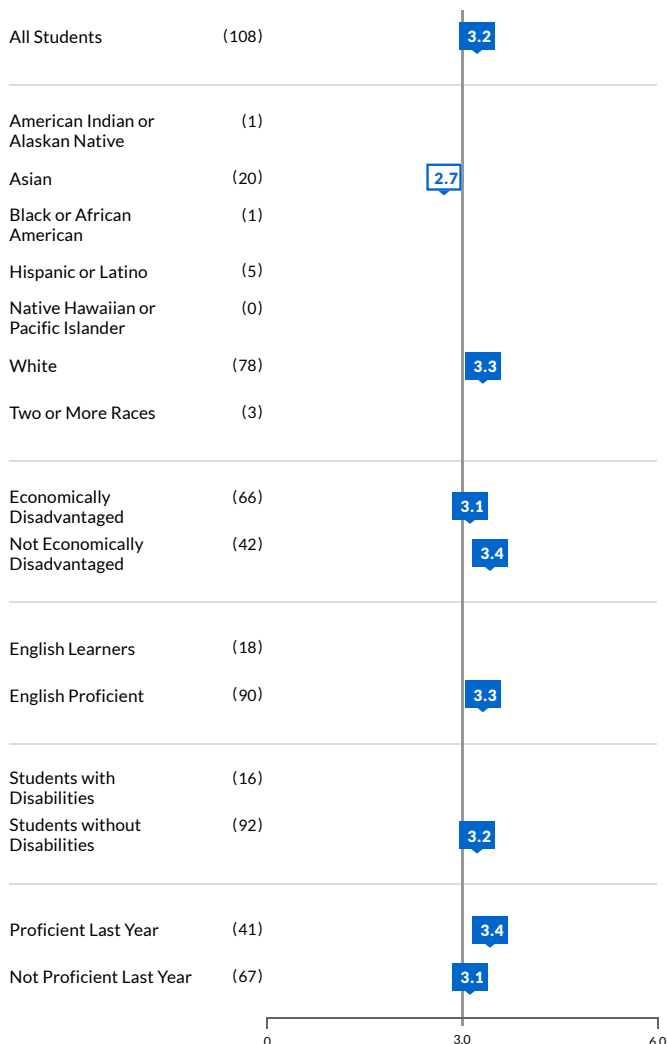 All Students (108) 3.2
American Indian or (1)
Alaskan Native
Asian (20) 2.7
Black or African (1)
American
Hispanic or Latino (5)
Native Hawaiian or (0)
Pacific Islander
White (78) 3.3
Two or More Races (3)
Economically (66) 3.1
Disadvantaged
Not Economically (42) 3.4
Disadvantaged
English Learners (18)
English Proficient (90) 3.3
Students with (16)
Disabilities
Students without (92) 3.2
Disabilities
Proficient Last Year (41) 3.4
Not Proficient Last Year (67) 3.1
0 3.0 6.0